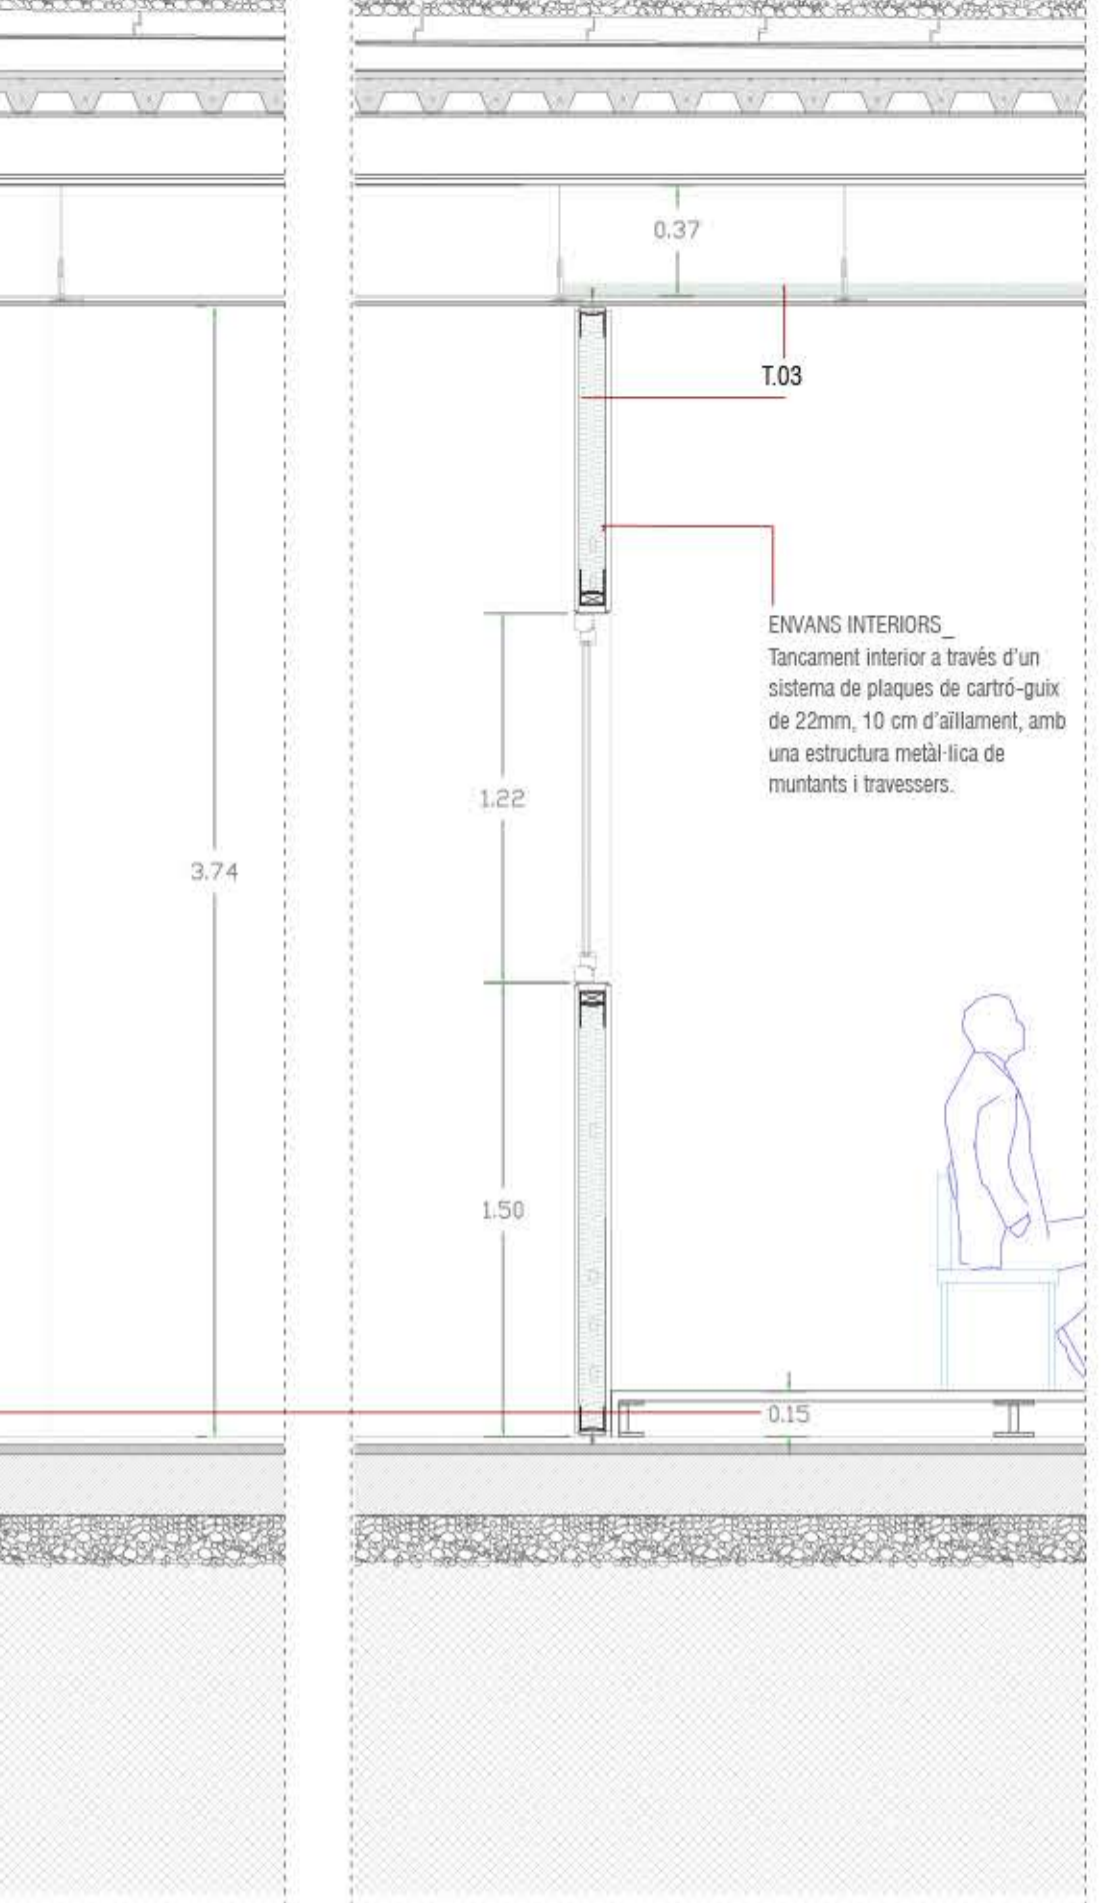 0.37
T.03
ENVANS INTERIORS_
Tancament interior a través d'un
sistema de plaques de cartró-guix
de 22mm, 10 cm d'aïllament, amb
una estructura metàl·lica de
muntants i travessers.
1.22
3.74
1.50
0.15